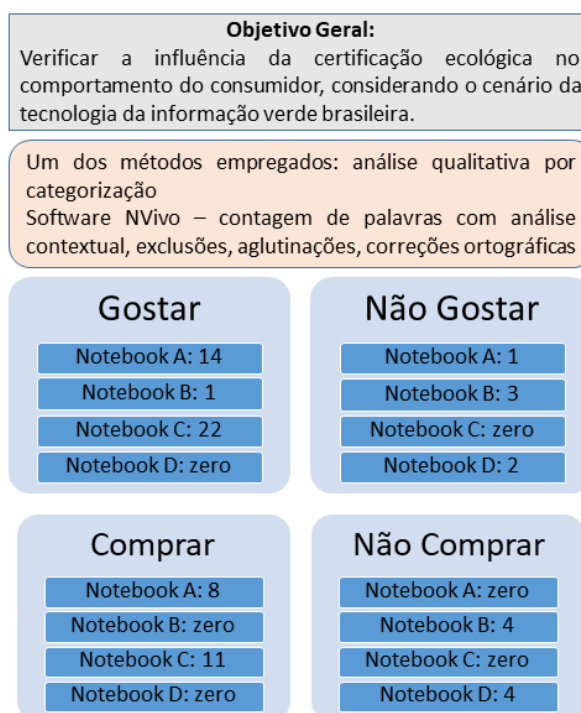 Objetivo Geral:
Verificar a influência da certificação ecológica no
comportamento do consumidor, considerando o cenário da
tecnologia da informação verde brasileira.
Um dos métodos empregados: análise qualitativa por
categorização
Software NVivo – contagem de palavras com análise
contextual, exclusões, aglutinações, correções ortográficas
Gostar
Notebook A: 14
Notebook B: 1
Notebook C: 22
Notebook D: zero
Não Gostar
Notebook A: 1
Notebook B: 3
Notebook C: zero
Notebook D: 2
Comprar
Notebook A: 8
Notebook B: zero
Notebook C: 11
Notebook D: zero
Não Comprar
Notebook A: zero
Notebook B: 4
Notebook C: zero
Notebook D: 4